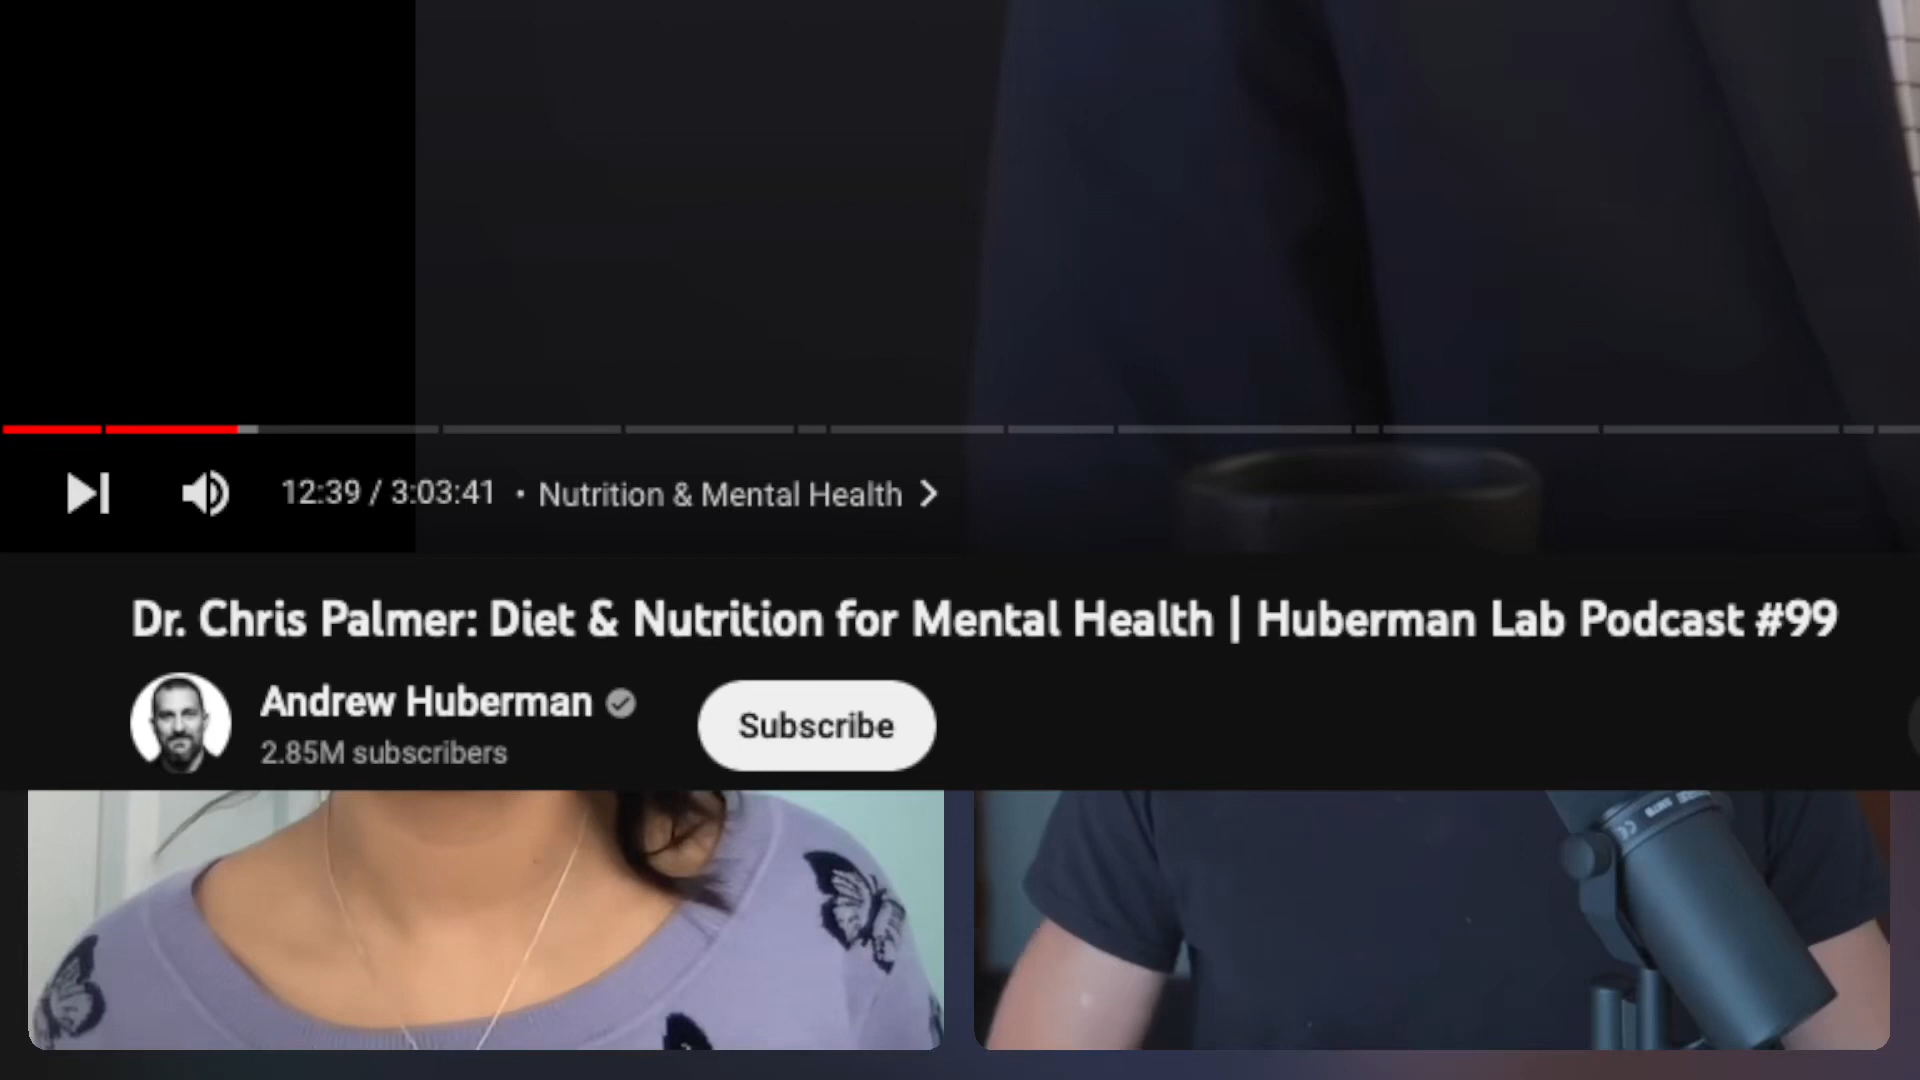 12:39 / 3:03:41 • Nutrition & Mental Health
Dr. Chris Palmer: Diet & Nutrition for Mental Health | Huberman Lab Podcast #99
Andrew Huberman
2.85M subscribers
Subscribe